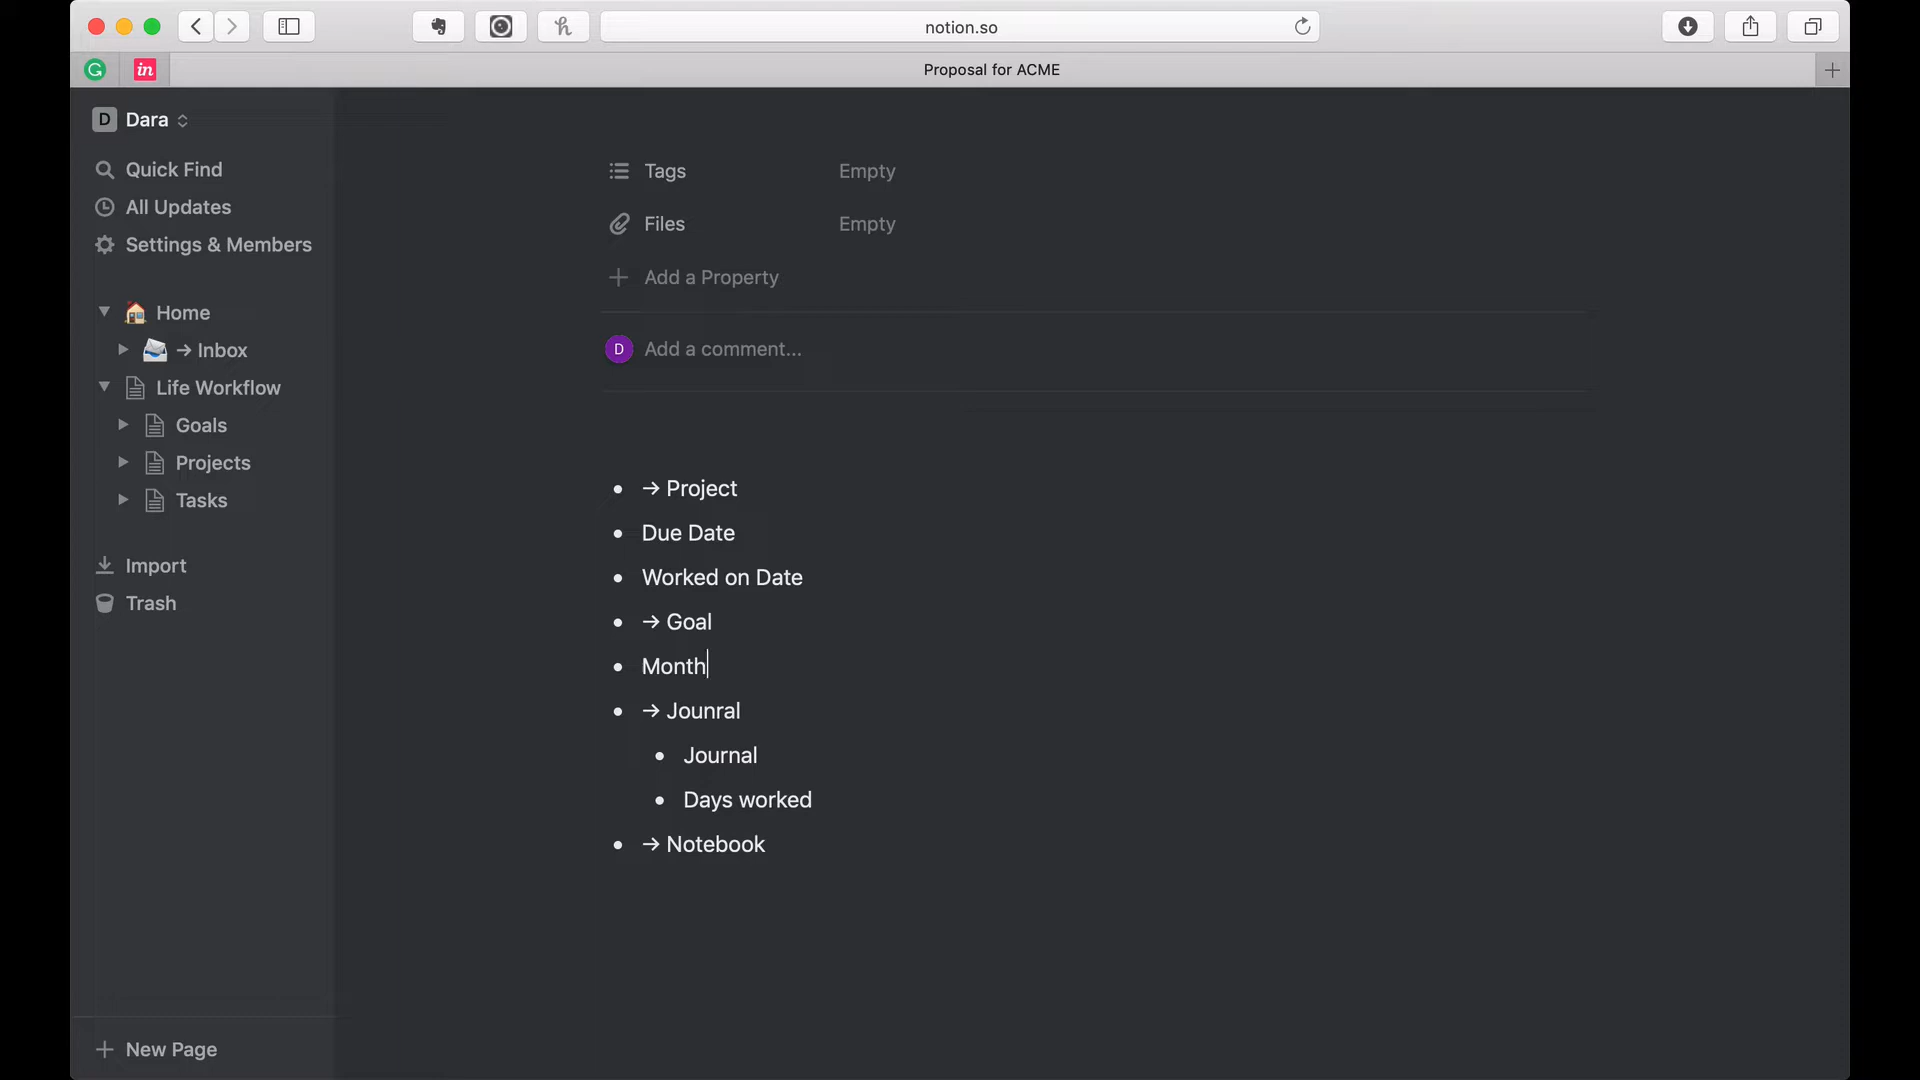 notion.so
G
in
Proposal for ACME
D Dara
Quick Find
All Updates
Settings & Members
Home
→ Inbox
Life Workflow
Goals
Projects
Tasks
Import
Trash
New Page
Tags Empty
Files Empty
Add a Property
D Add a comment...
• → Project
• Due Date
• Worked on Date
• → Goal
• Month
• → Jounral
• Journal
• Days worked
• → Notebook